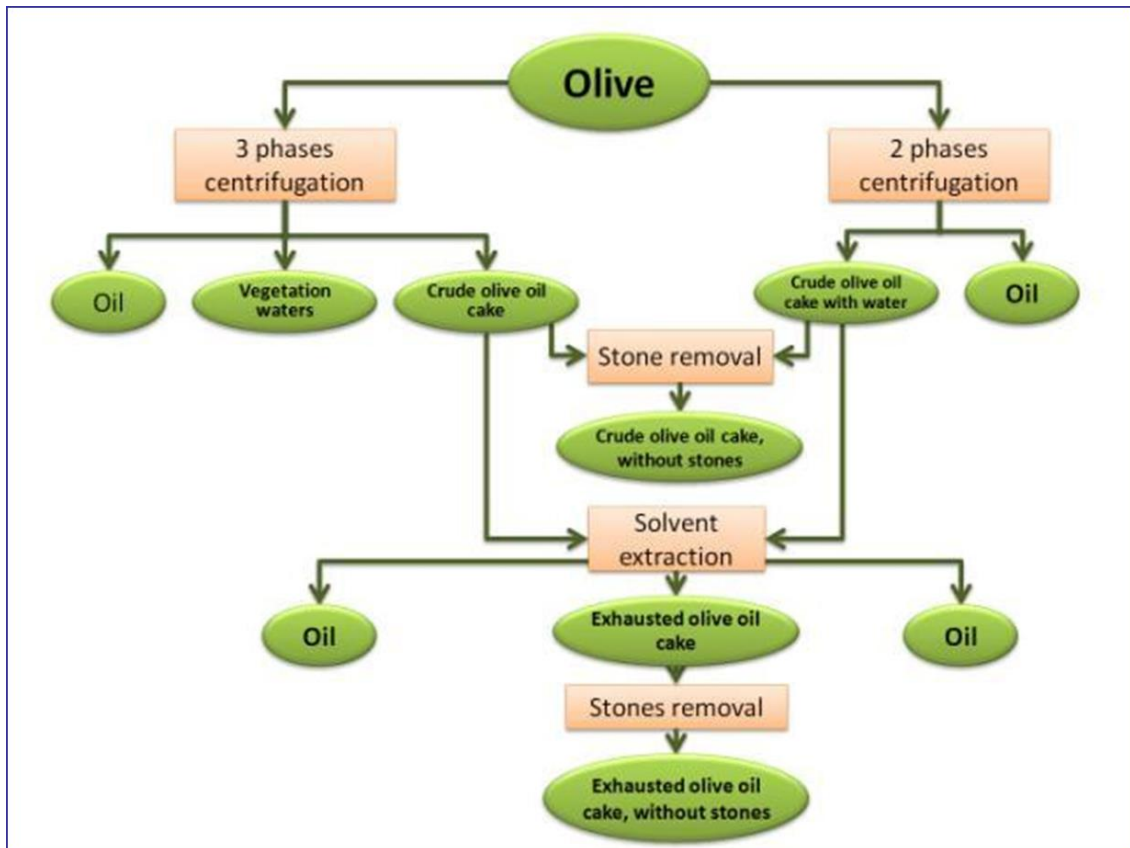 Olive
3 phases
centrifugation
2 phases
centrifugation
Oil
Vegetation
waters
Crude olive oil
cake
Crude olive oil
cake with water
Oil
Stone removal
Crude olive oil cake,
without stones
Solvent
extraction
Oil
Exhausted olive oil
cake
Oil
Stones removal
Exhausted olive oil
cake, without stones